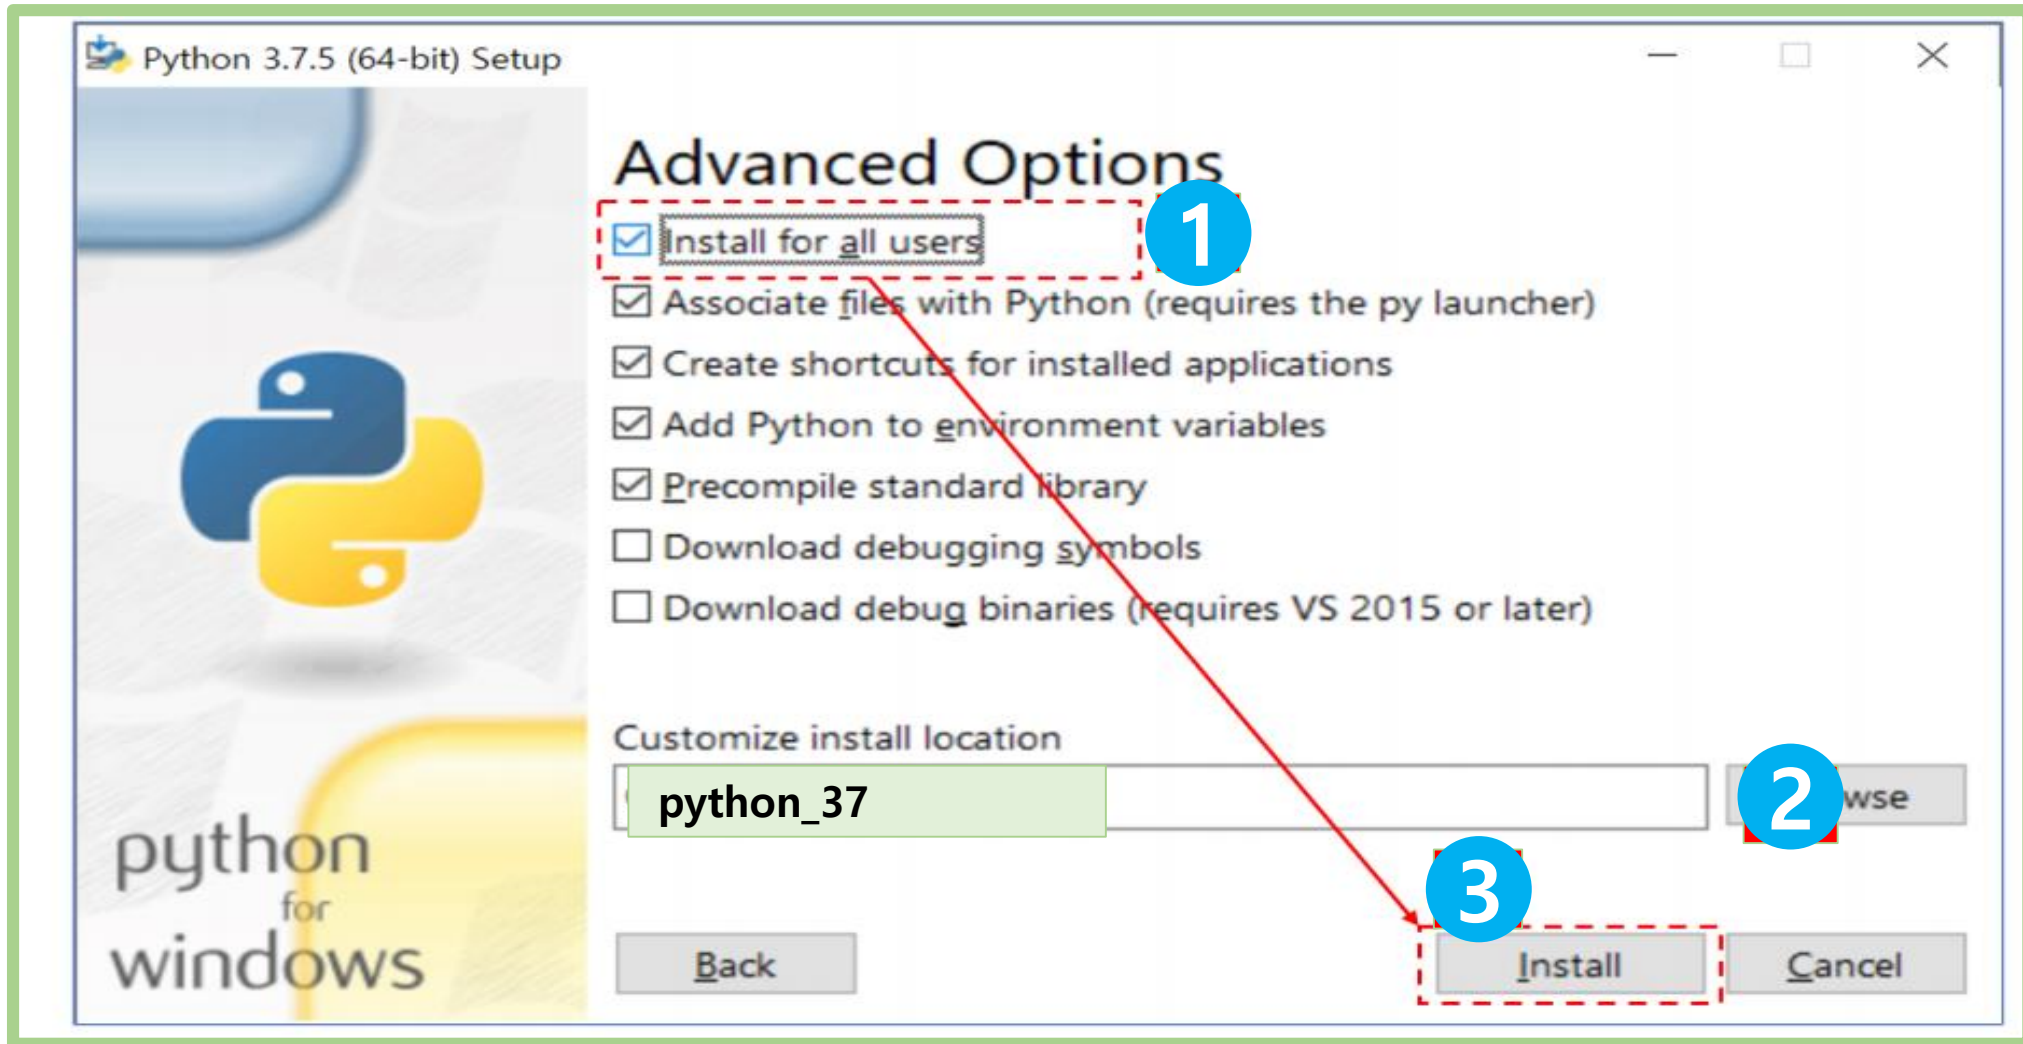 Python 3.7.5 (64-bit) Setup
Advanced Options
1
Install for all users
Associate files with Python (requires the py launcher)
Create shortcuts for installed applications
Add Python to environment variables
Precompile standard library
Download debugging symbols
Download debug binaries (requires VS 2015 or later)
Customize install location
python_37
2
wse
3
Back
Install
Cancel
python
for
windows